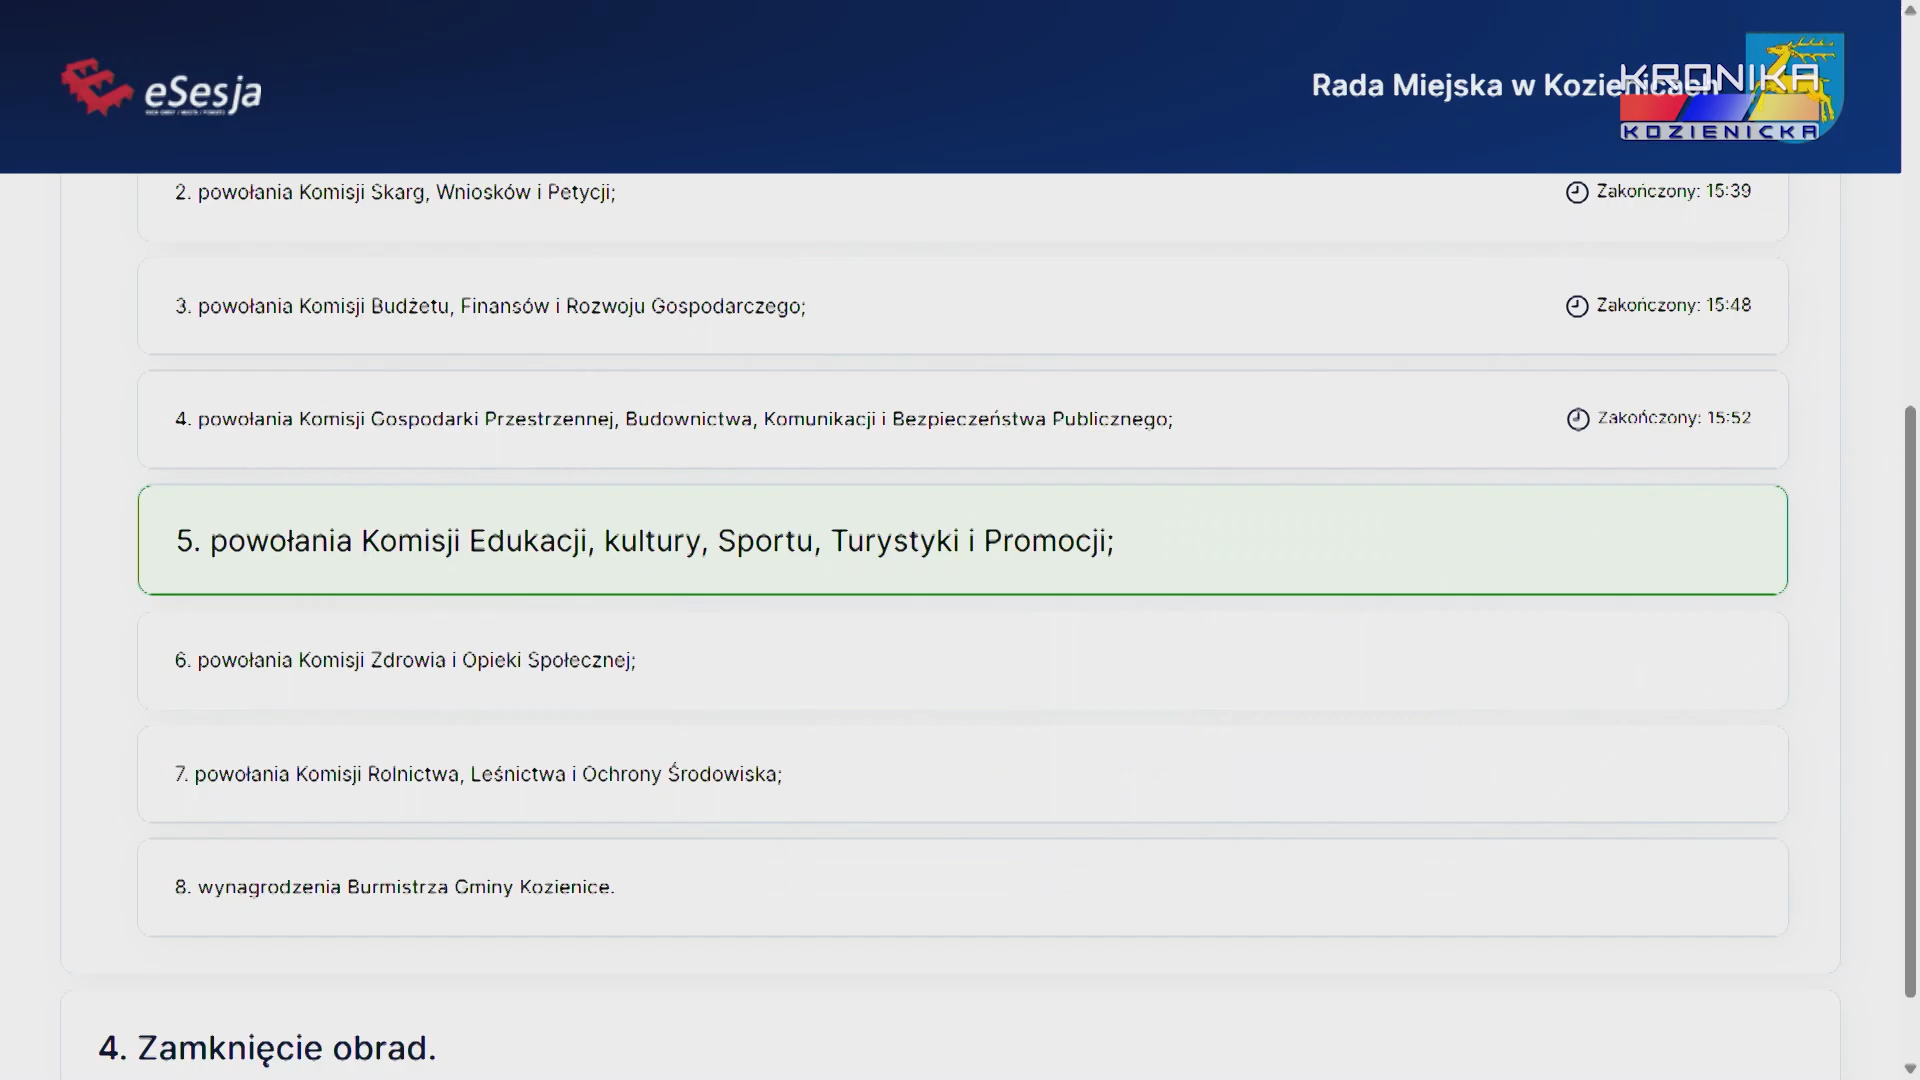 eSesja
Rada Miejska w Kozienicach
KRONIKA
KOZIENICKA
2. powołania Komisji Skarg, Wniosków i Petycji;
Zakończony: 15:39
3. powołania Komisji Budżetu, Finansów i Rozwoju Gospodarczego;
Zakończony: 15:48
4. powołania Komisji Gospodarki Przestrzennej, Budownictwa, Komunikacji i Bezpieczeństwa Publicznego;
Zakończony: 15:52
5. powołania Komisji Edukacji, kultury, Sportu, Turystyki i Promocji;
6. powołania Komisji Zdrowia i Opieki Społecznej;
7. powołania Komisji Rolnictwa, Leśnictwa i Ochrony Środowiska;
8. wynagrodzenia Burmistrza Gminy Kozienice.
4. Zamknięcie obrad.